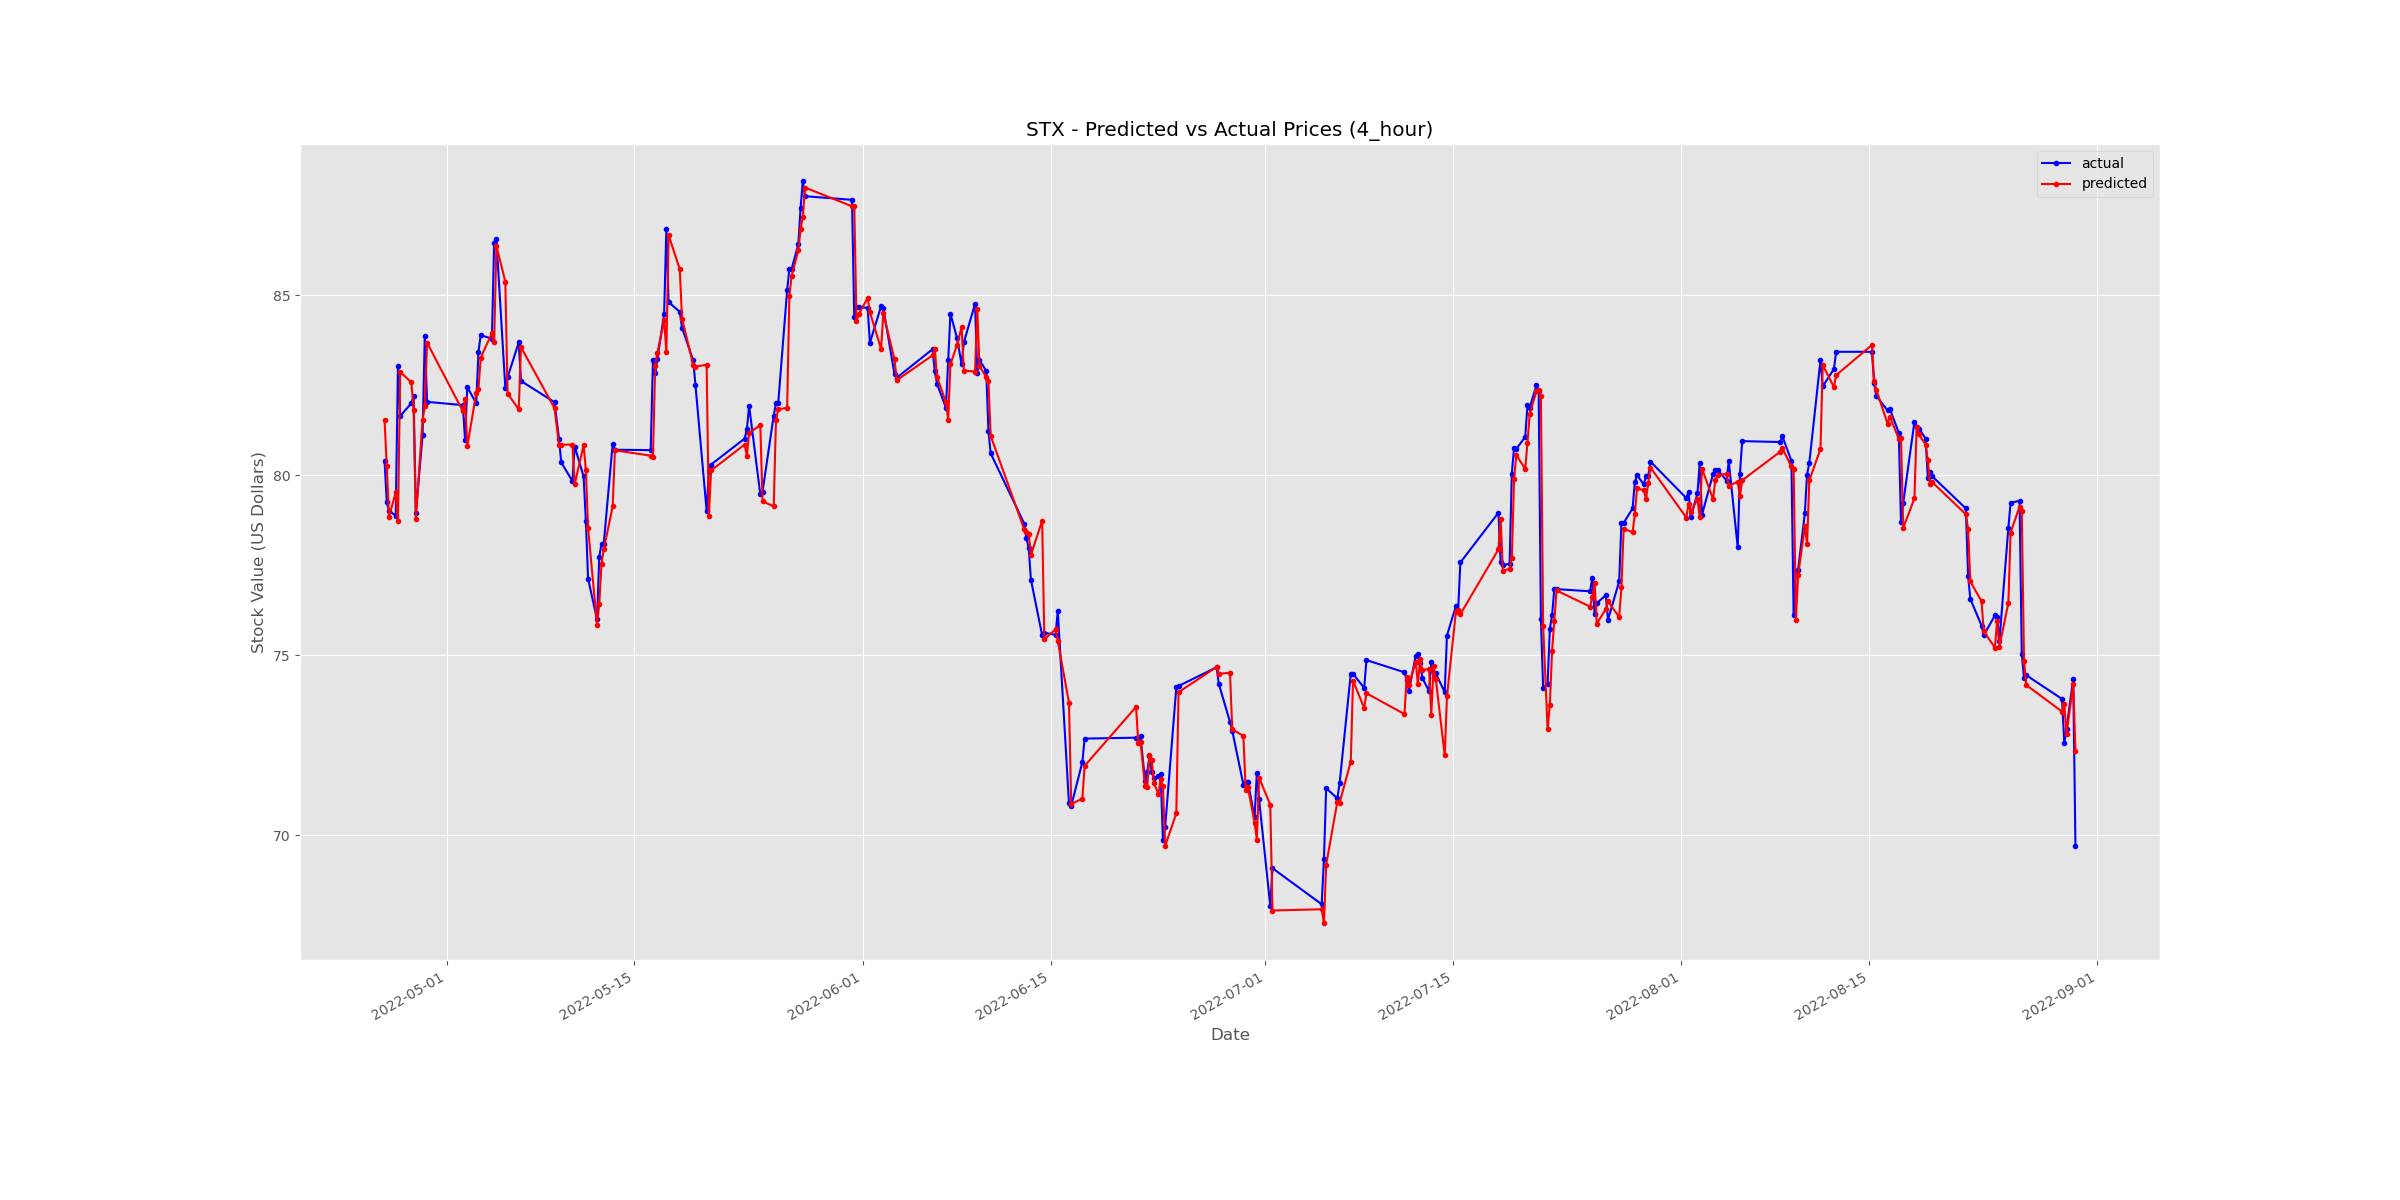 STX - Predicted vs Actual Prices (4_hour)
actual
predicted
85
80
75
70
Stock Value (US Dollars)
2022-05-01
2022-05-15
2022-06-01
2022-06-15
2022-07-01
2022-07-15
2022-08-01
2022-08-15
2022-09-01
Date